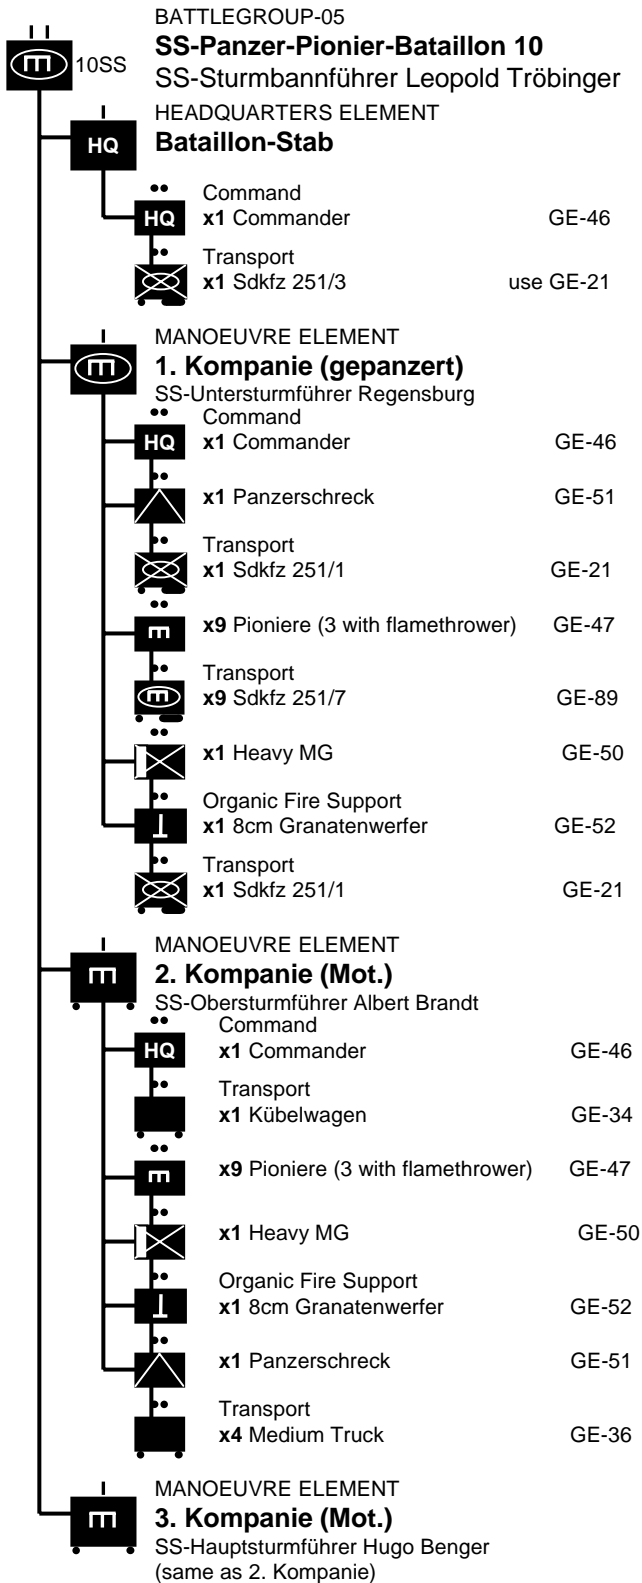 BATTLEGROUP-05
SS-Panzer-Pionier-Bataillon 10
10SS
SS-Sturmbannführer Leopold Tröbinger
HEADQUARTERS ELEMENT
HQ Bataillon-Stab
Command
HQ x1 Commander GE-46
Transport
x1 Sdkfz 251/3 use GE-21
MANOEUVRE ELEMENT
1. Kompanie (gepanzert)
SS-Untersturmführer Regensburg
Command
HQ x1 Commander GE-46
x1 Panzerschreck GE-51
Transport
x1 Sdkfz 251/1 GE-21
x9 Pioniere (3 with flamethrower) GE-47
Transport
x9 Sdkfz 251/7 GE-89
x1 Heavy MG GE-50
Organic Fire Support
x1 8cm Granatenwerfer GE-52
Transport
x1 Sdkfz 251/1 GE-21
MANOEUVRE ELEMENT
2. Kompanie (Mot.)
SS-Obersturmführer Albert Brandt
Command
HQ x1 Commander GE-46
Transport
x1 Kübelwagen GE-34
x9 Pioniere (3 with flamethrower) GE-47
x1 Heavy MG GE-50
Organic Fire Support
x1 8cm Granatenwerfer GE-52
x1 Panzerschreck GE-51
Transport
x4 Medium Truck GE-36
MANOEUVRE ELEMENT
3. Kompanie (Mot.)
SS-Hauptsturmführer Hugo Benger
(same as 2. Kompanie)